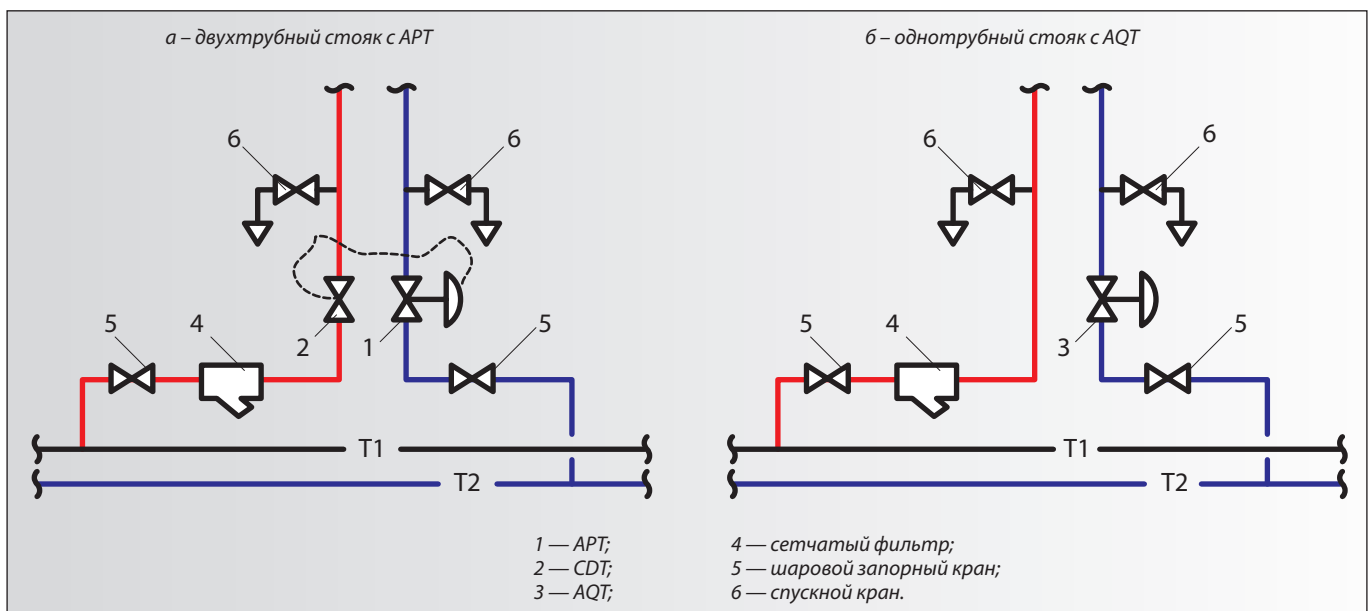 а – двухтрубный стояк с APT
б – однотрубный стояк с AQT
6
6
6
6
5
4
2
1
5
5
4
3
5
T1
T1
T2
T2
1 — APT;
2 — CDT;
3 — AQT;
4 — сетчатый фильтр;
5 — шаровой запорный кран;
6 — спускной кран.